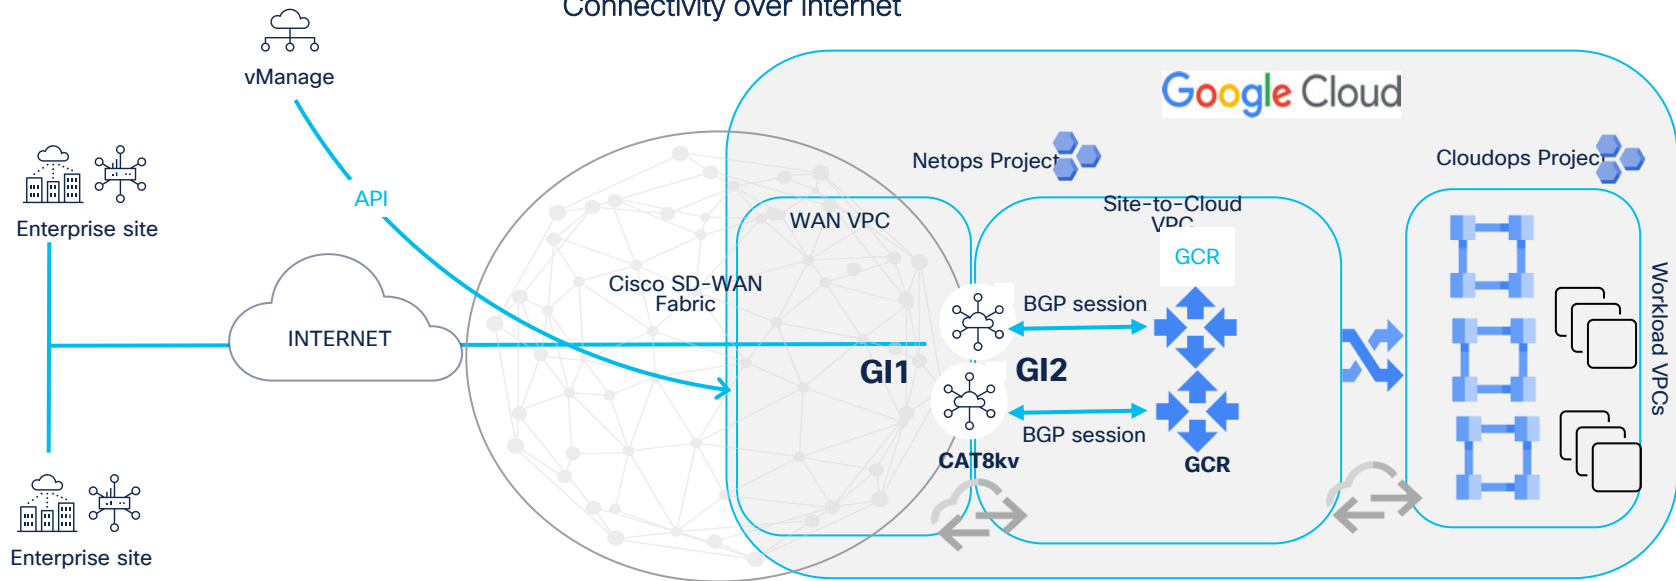 Connectivity over Internet
vManage
Google Cloud
Netops Project
Cloudops Project
API
Enterprise site
WAN VPC
Site-to-Cloud
VPC
GCR
Cisco SD-WAN
Fabric
BGP session
INTERNET
GI1
GI2
Workload VPCs
BGP session
CAT8kv
GCR
Enterprise site